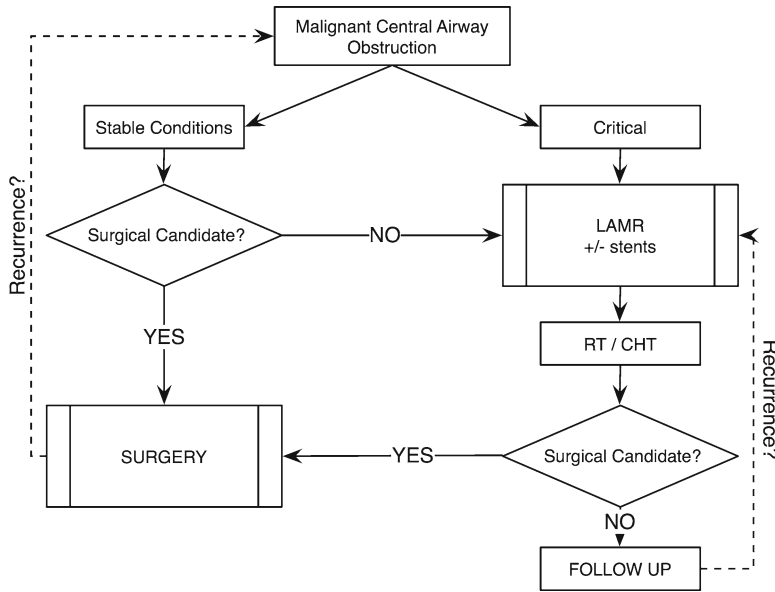 Malignant Central Airway
Obstruction
Stable Conditions
Critical
Recurrence?
Surgical Candidate?
NO
LAMR
+/- stents
YES
RT / CHT
Recurrence?
SURGERY
YES
Surgical Candidate?
NO
FOLLOW UP